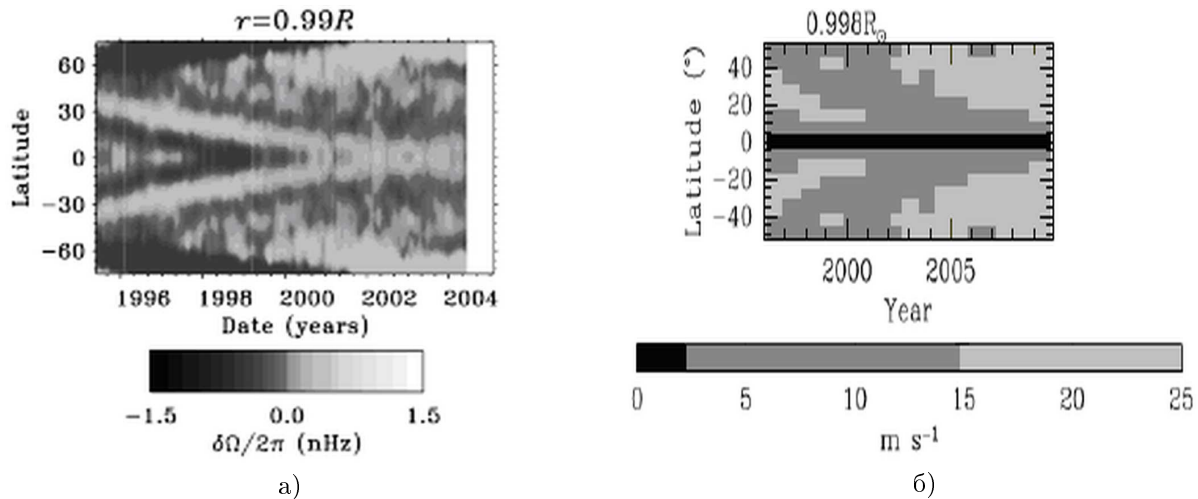 r=0.99R
Latitude
60
30
0
−30
−60
1996 1998 2000 2002 2004
Date (years)
−1.5 0.0 1.5
δΩ/2π (nHz)
а)
0.998R⊙
Latitude (°)
40
20
0
−20
−40
2000 2005
Year
0 5 10 15 20 25
m s⁻¹
б)